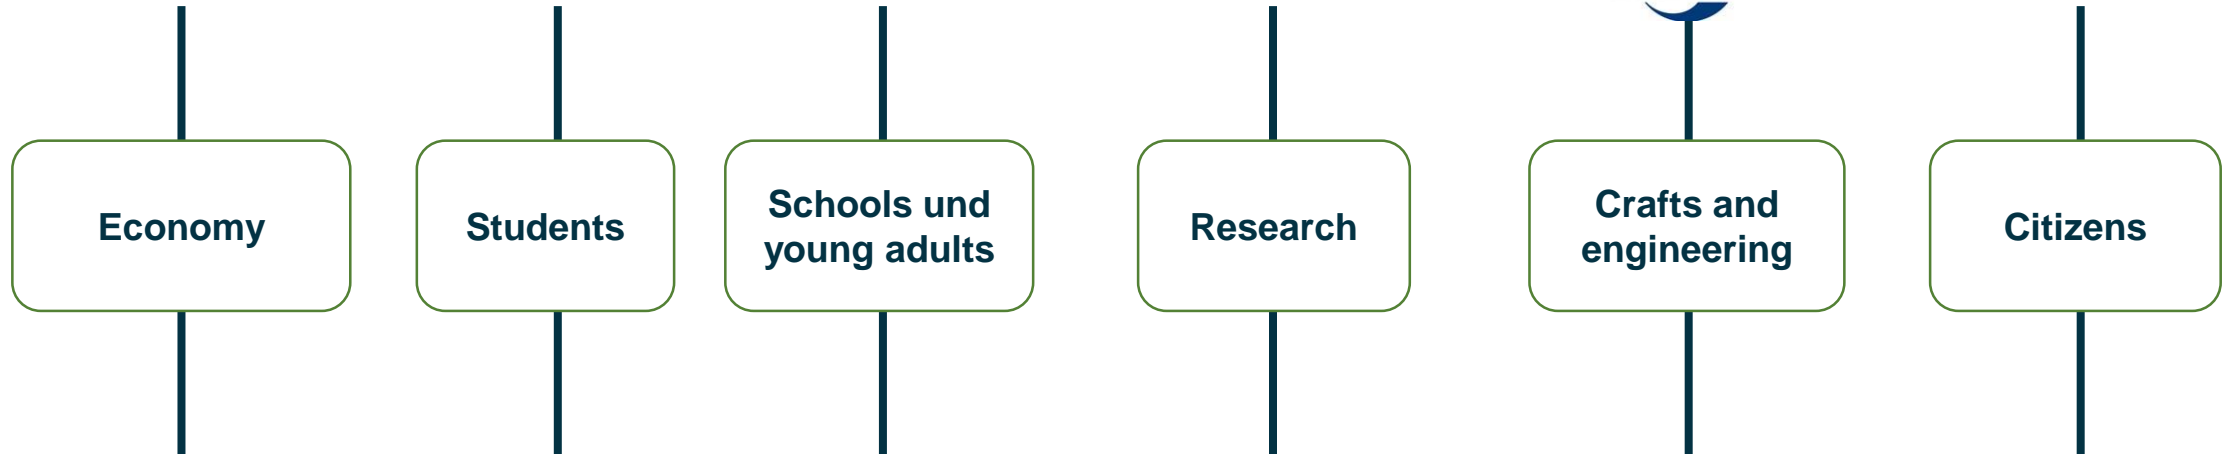 Economy
Students
Schools und
young adults
Research
Crafts and
engineering
Citizens